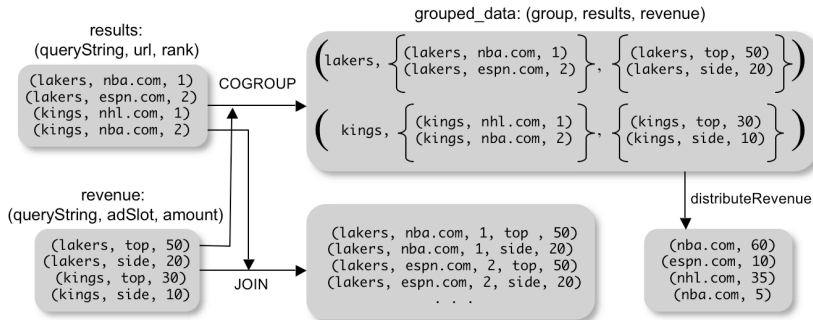 results:
(queryString, url, rank)
(lakers, nba.com, 1)
(lakers, espn.com, 2)
(kings, nhl.com, 1)
(kings, nba.com, 2)
COGROUP
grouped_data: (group, results, revenue)
(lakers, {(lakers, nba.com, 1)}, {(lakers, top, 50)})
{(lakers, espn.com, 2)}, {(lakers, side, 20)}
( kings, {(kings, nhl.com, 1)}, {(kings, top, 30)})
{(kings, nba.com, 2)}, {(kings, side, 10)}
revenue:
(queryString, adSlot, amount)
(lakers, top, 50)
(lakers, side, 20)
(kings, top, 30)
(kings, side, 10)
JOIN
(lakers, nba.com, 1, top , 50)
(lakers, nba.com, 1, side, 20)
(lakers, espn.com, 2, top, 50)
(lakers, espn.com, 2, side, 20)
. . .
distributeRevenue
(nba.com, 60)
(espn.com, 10)
(nhl.com, 35)
(nba.com, 5)